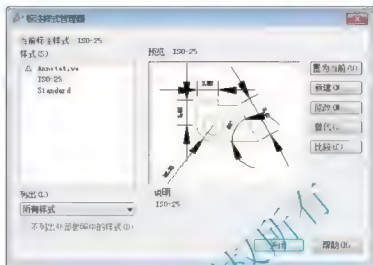 标注样式管理器
当前标注样式 ISO-25
样式(S)
Annotative
ISO-25
Standard
预览 ISO-25
置为当前(U)
新建(N)
修改(M)
替代(O)
比较(C)
列出(L)
所有样式
不列出外部参照中的样式(D)
说明
ISO-25
关闭
帮助(H)